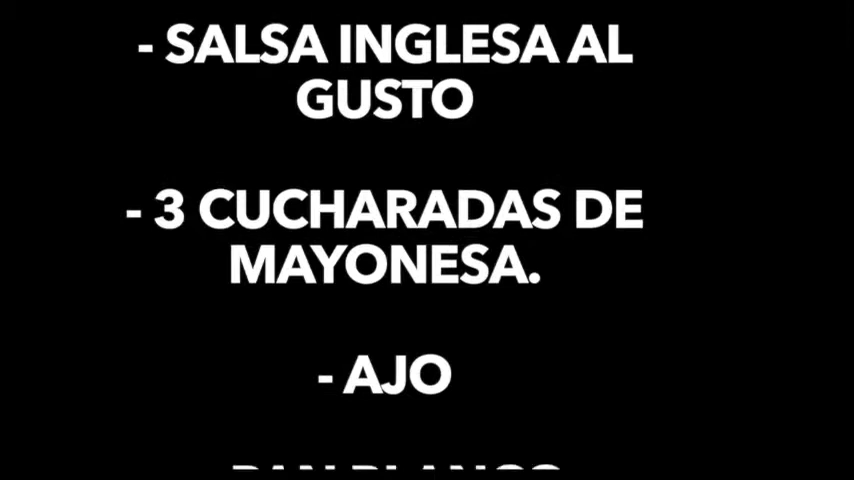 - SALSA INGLESA AL
GUSTO
- 3 CUCHARADAS DE
MAYONESA.
- AJO